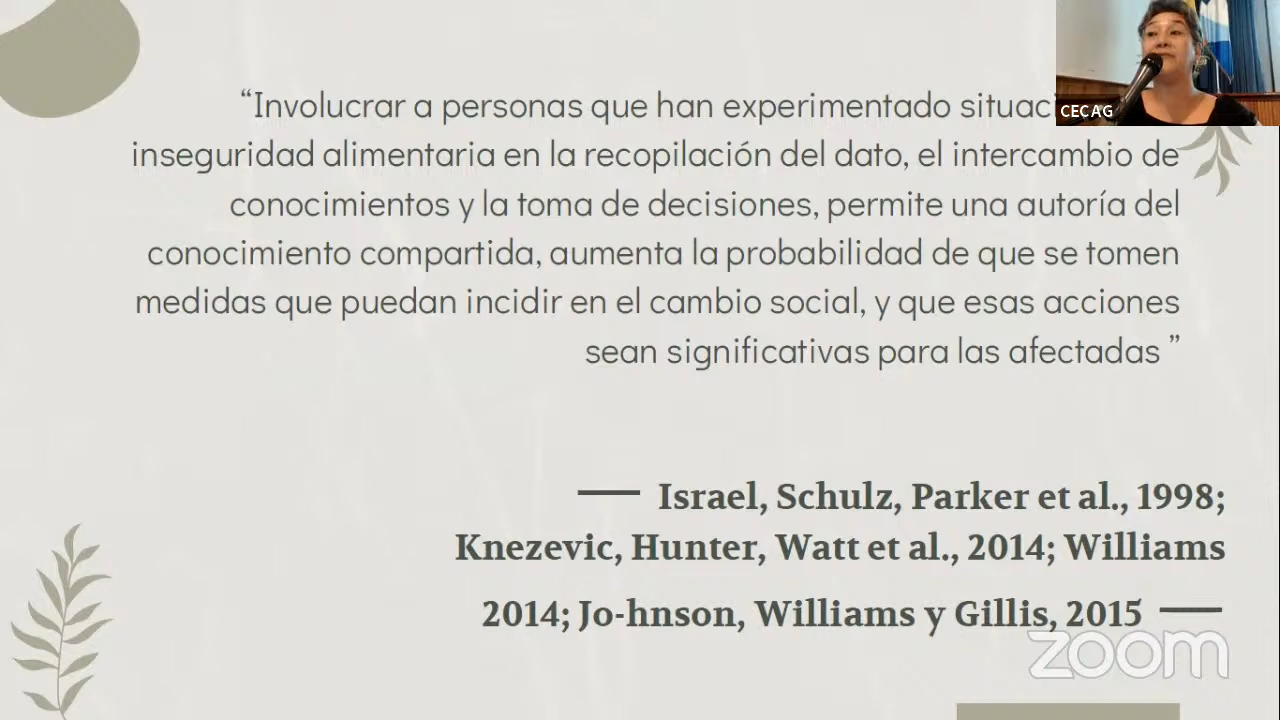 “Involucrar a personas que han experimentado
inseguridad alimentaria en la recopilación del dato, el intercambio de
conocimientos y la toma de decisiones, permite una autoría del
conocimiento compartida, aumenta la probabilidad de que se tomen
medidas que puedan incidir en el cambio social, y que esas acciones
sean significativas para las afectadas ”
Israel, Schulz, Parker et al., 1998;
Knezevic, Hunter, Watt et al., 2014; Williams
2014; Jo-hnson, Williams y Gillis, 2015
CECAG
zoom